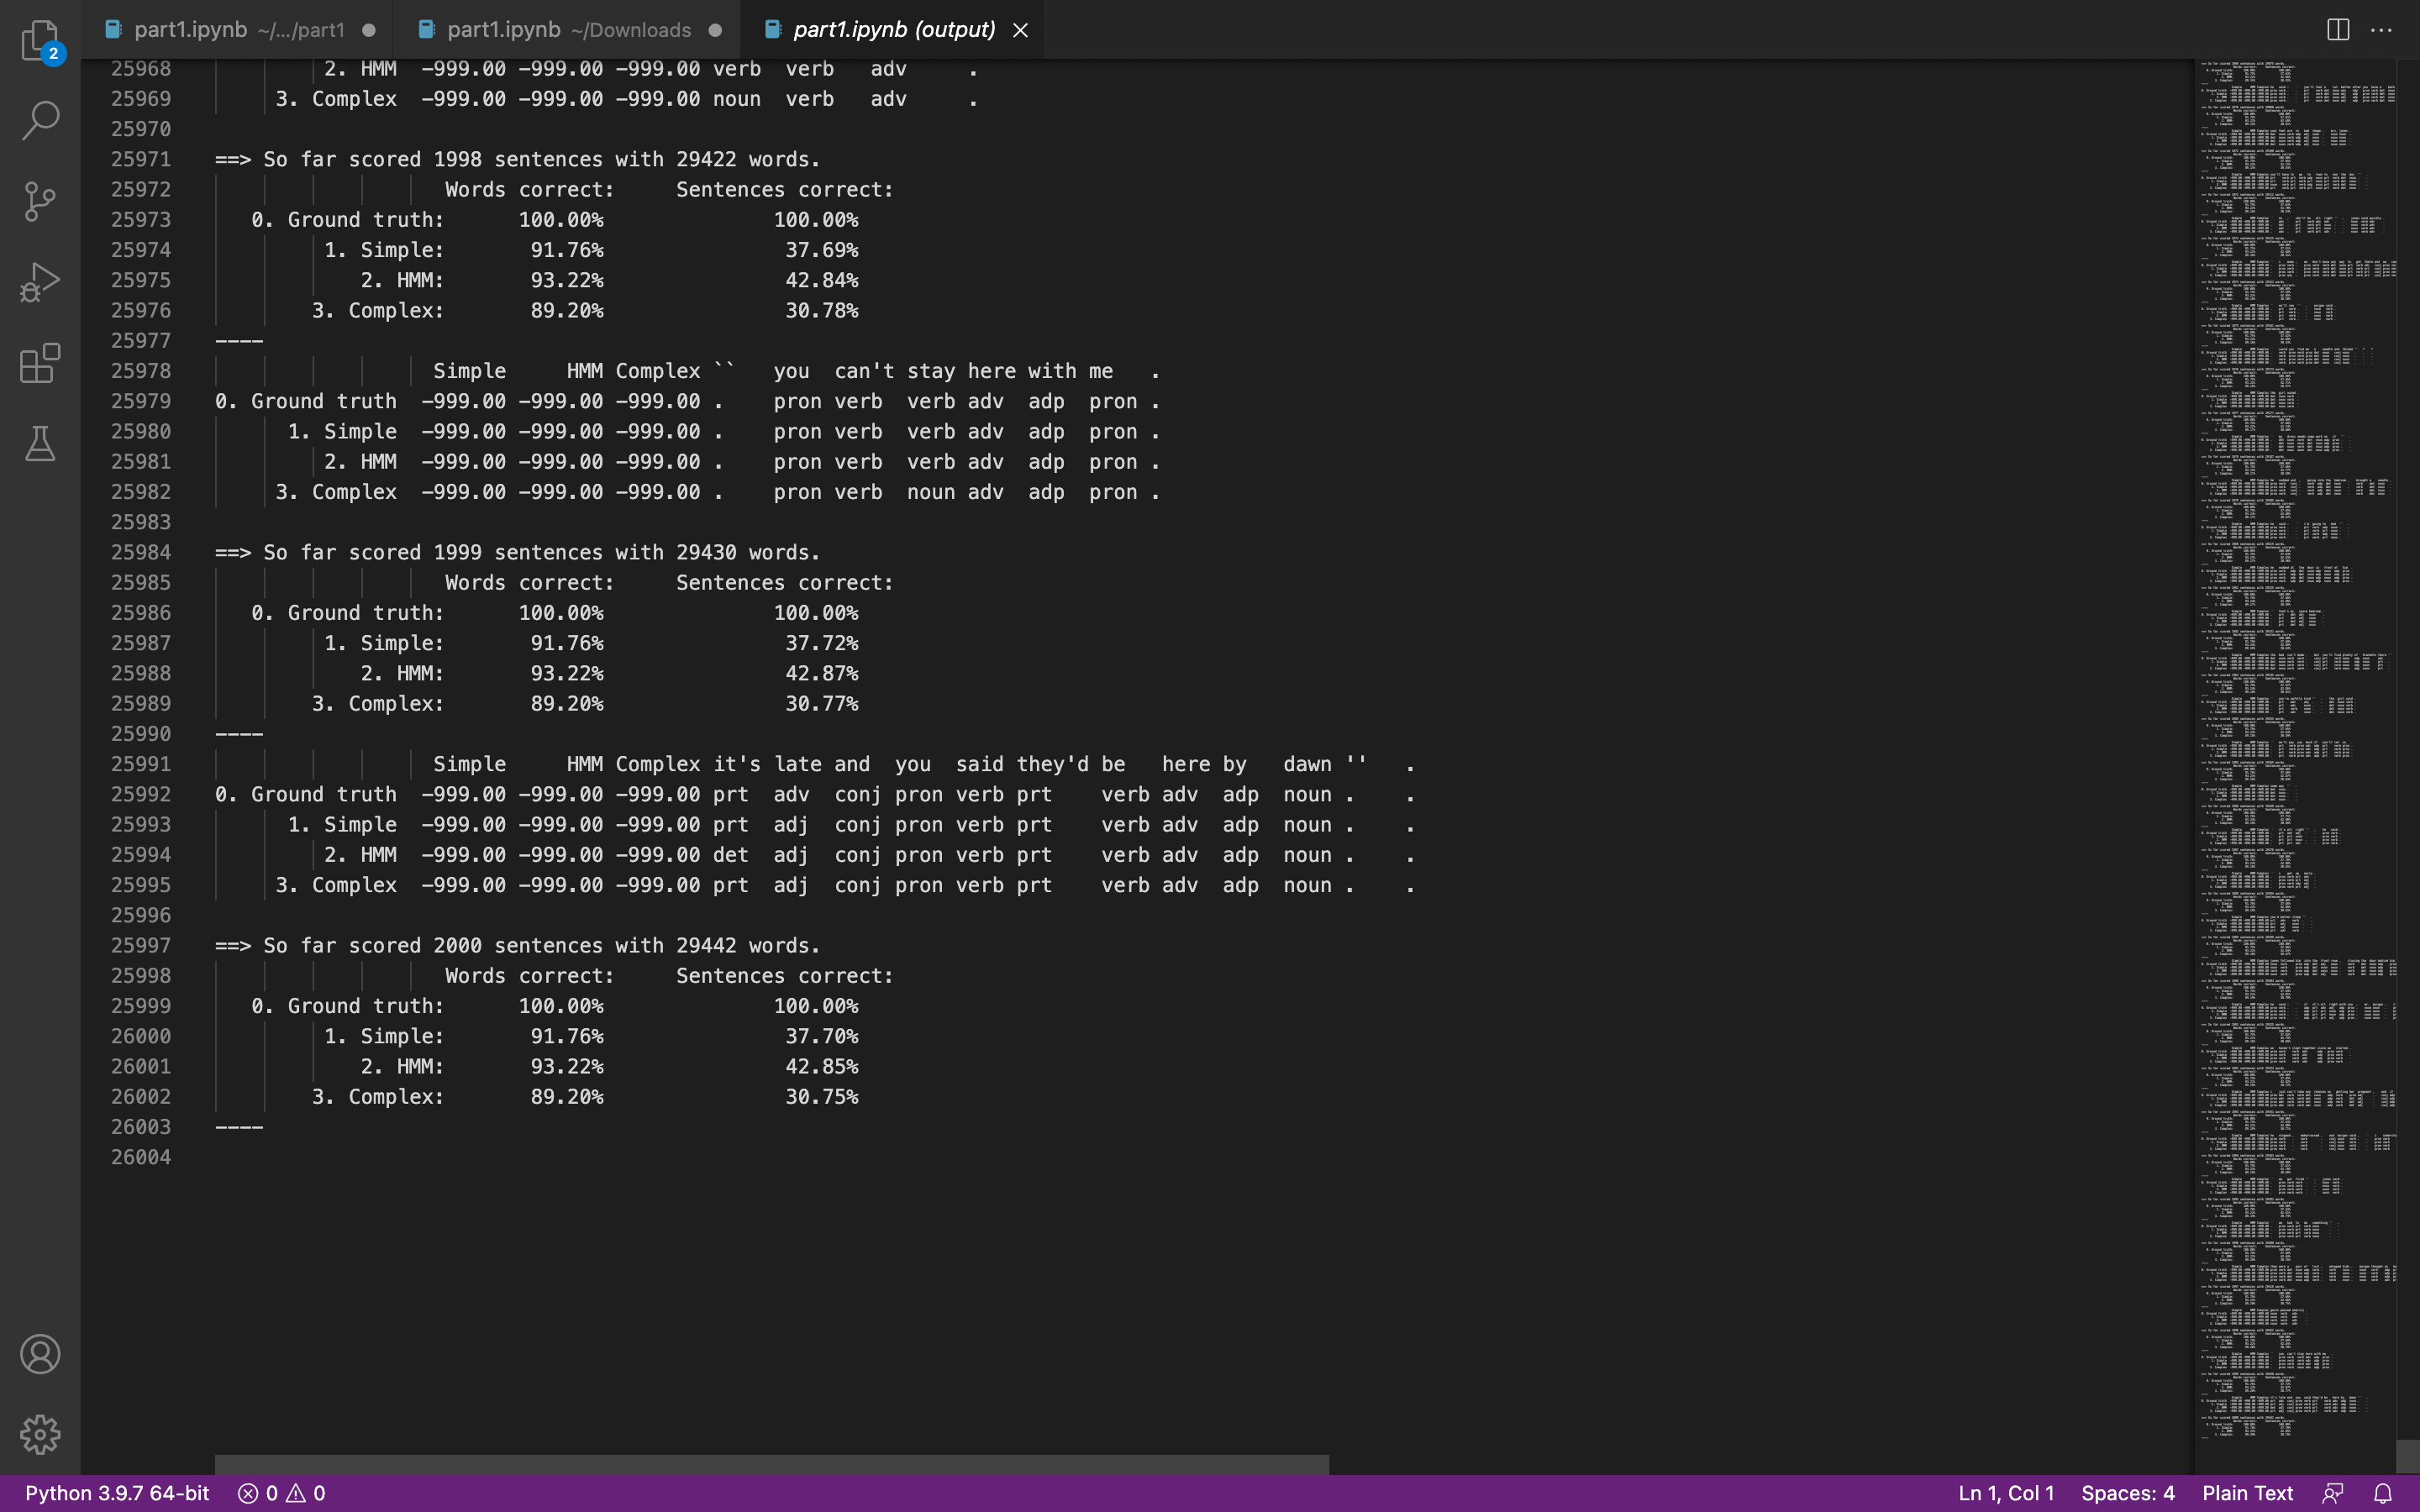 part1.ipynb ~/.../part1 ● part1.ipynb ~/Downloads ● part1.ipynb (output)
2
25968 2. HMM -999.00 -999.00 -999.00 verb verb adv .
25969 3. Complex -999.00 -999.00 -999.00 noun verb adv .
25970
25971 ==> So far scored 1998 sentences with 29422 words.
25972 Words correct: Sentences correct:
25973 0. Ground truth: 100.00% 100.00%
25974 1. Simple: 91.76% 37.69%
25975 2. HMM: 93.22% 42.84%
25976 3. Complex: 89.20% 30.78%
25977 ----
25978 Simple HMM Complex `` you can't stay here with me .
25979 0. Ground truth -999.00 -999.00 -999.00 . pron verb verb adv adp pron .
25980 1. Simple -999.00 -999.00 -999.00 . pron verb verb adv adp pron .
25981 2. HMM -999.00 -999.00 -999.00 . pron verb verb adv adp pron .
25982 3. Complex -999.00 -999.00 -999.00 . pron verb noun adv adp pron .
25983
25984 ==> So far scored 1999 sentences with 29430 words.
25985 Words correct: Sentences correct:
25986 0. Ground truth: 100.00% 100.00%
25987 1. Simple: 91.76% 37.72%
25988 2. HMM: 93.22% 42.87%
25989 3. Complex: 89.20% 30.77%
25990 ----
25991 Simple HMM Complex it's late and you said they'd be here by dawn '' .
25992 0. Ground truth -999.00 -999.00 -999.00 prt adv conj pron verb prt verb adv adp noun . .
25993 1. Simple -999.00 -999.00 -999.00 prt adj conj pron verb prt verb adv adp noun . .
25994 2. HMM -999.00 -999.00 -999.00 det adj conj pron verb prt verb adv adp noun . .
25995 3. Complex -999.00 -999.00 -999.00 prt adj conj pron verb prt verb adv adp noun . .
25996
25997 ==> So far scored 2000 sentences with 29442 words.
25998 Words correct: Sentences correct:
25999 0. Ground truth: 100.00% 100.00%
26000 1. Simple: 91.76% 37.70%
26001 2. HMM: 93.22% 42.85%
26002 3. Complex: 89.20% 30.75%
26003 ----
26004
Python 3.9.7 64-bit 0 0 Ln 1, Col 1 Spaces: 4 Plain Text